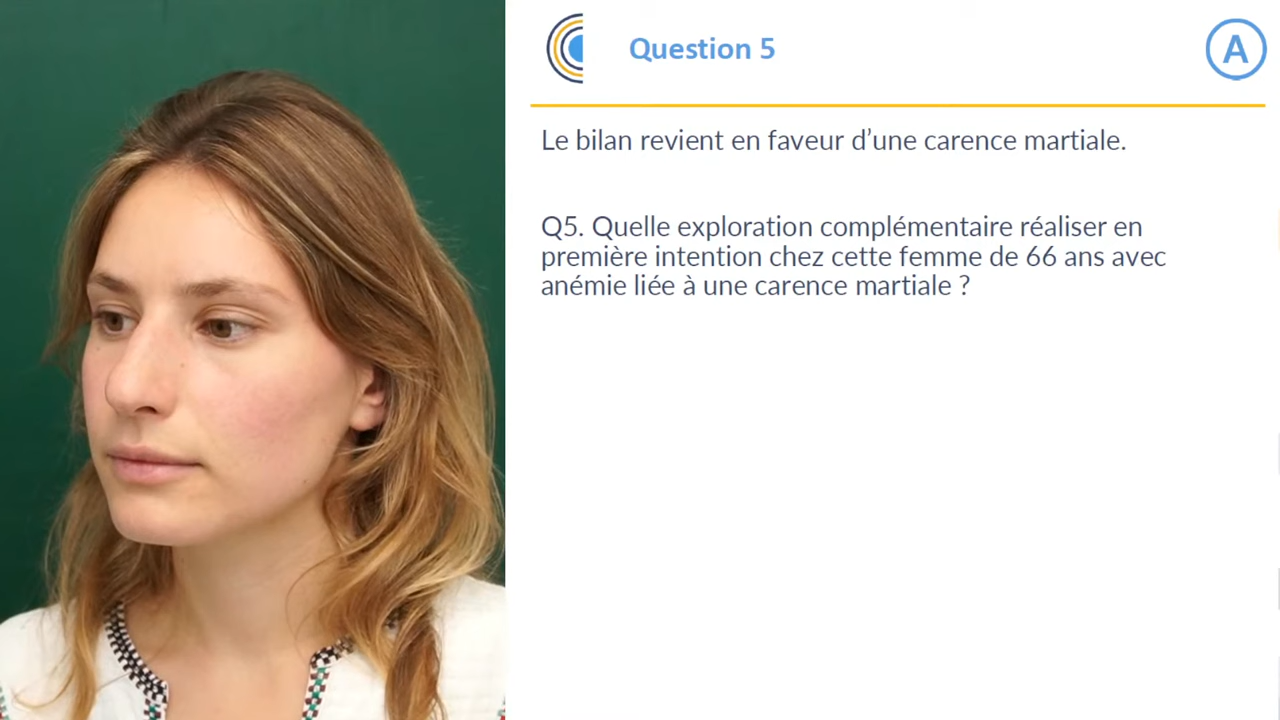 Question 5
A
Le bilan revient en faveur d’une carence martiale.
Q5. Quelle exploration complémentaire réaliser en
première intention chez cette femme de 66 ans avec
anémie liée à une carence martiale ?